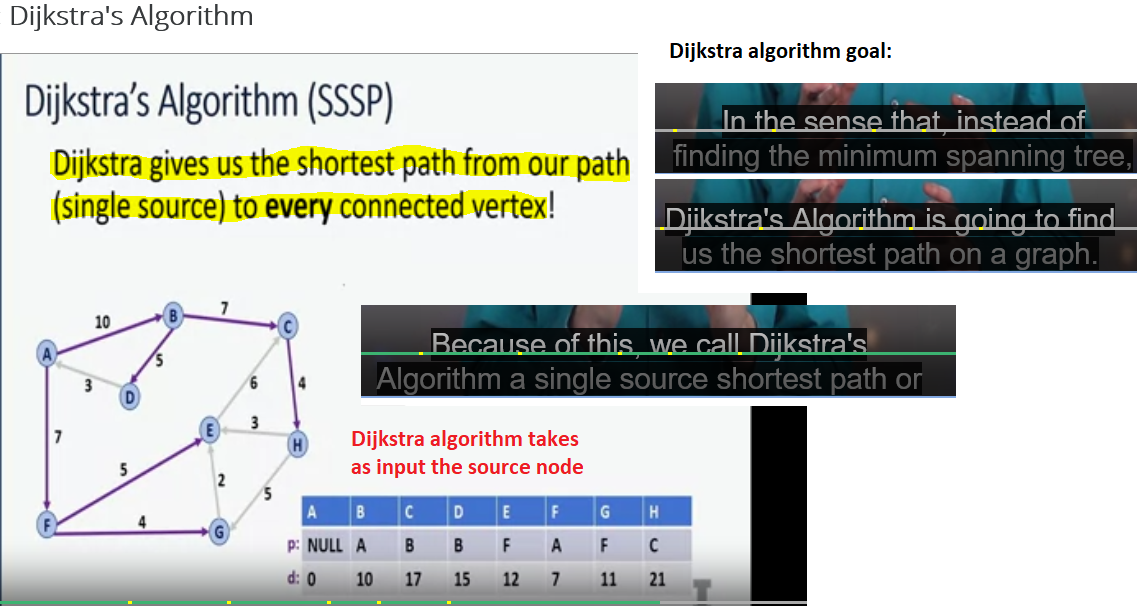 Dijkstra's Algorithm
Dijkstra's Algorithm (SSSP)
Dijkstra gives us the shortest path from our path
(single source) to every connected vertex!
Dijkstra algorithm goal:
In the sense that, instead of
finding the minimum spanning tree,
Dijkstra's Algorithm is going to find
us the shortest path on a graph.
Because of this, we call Dijkstra's
Algorithm a single source shortest path or
A
B
C
D
E
F
G
H
10
7
5
3
7
6
4
3
5
2
5
4
Dijkstra algorithm takes
as input the source node
A B C D E F G H
p: NULL A B B F A F C
d: 0 10 17 15 12 7 11 21